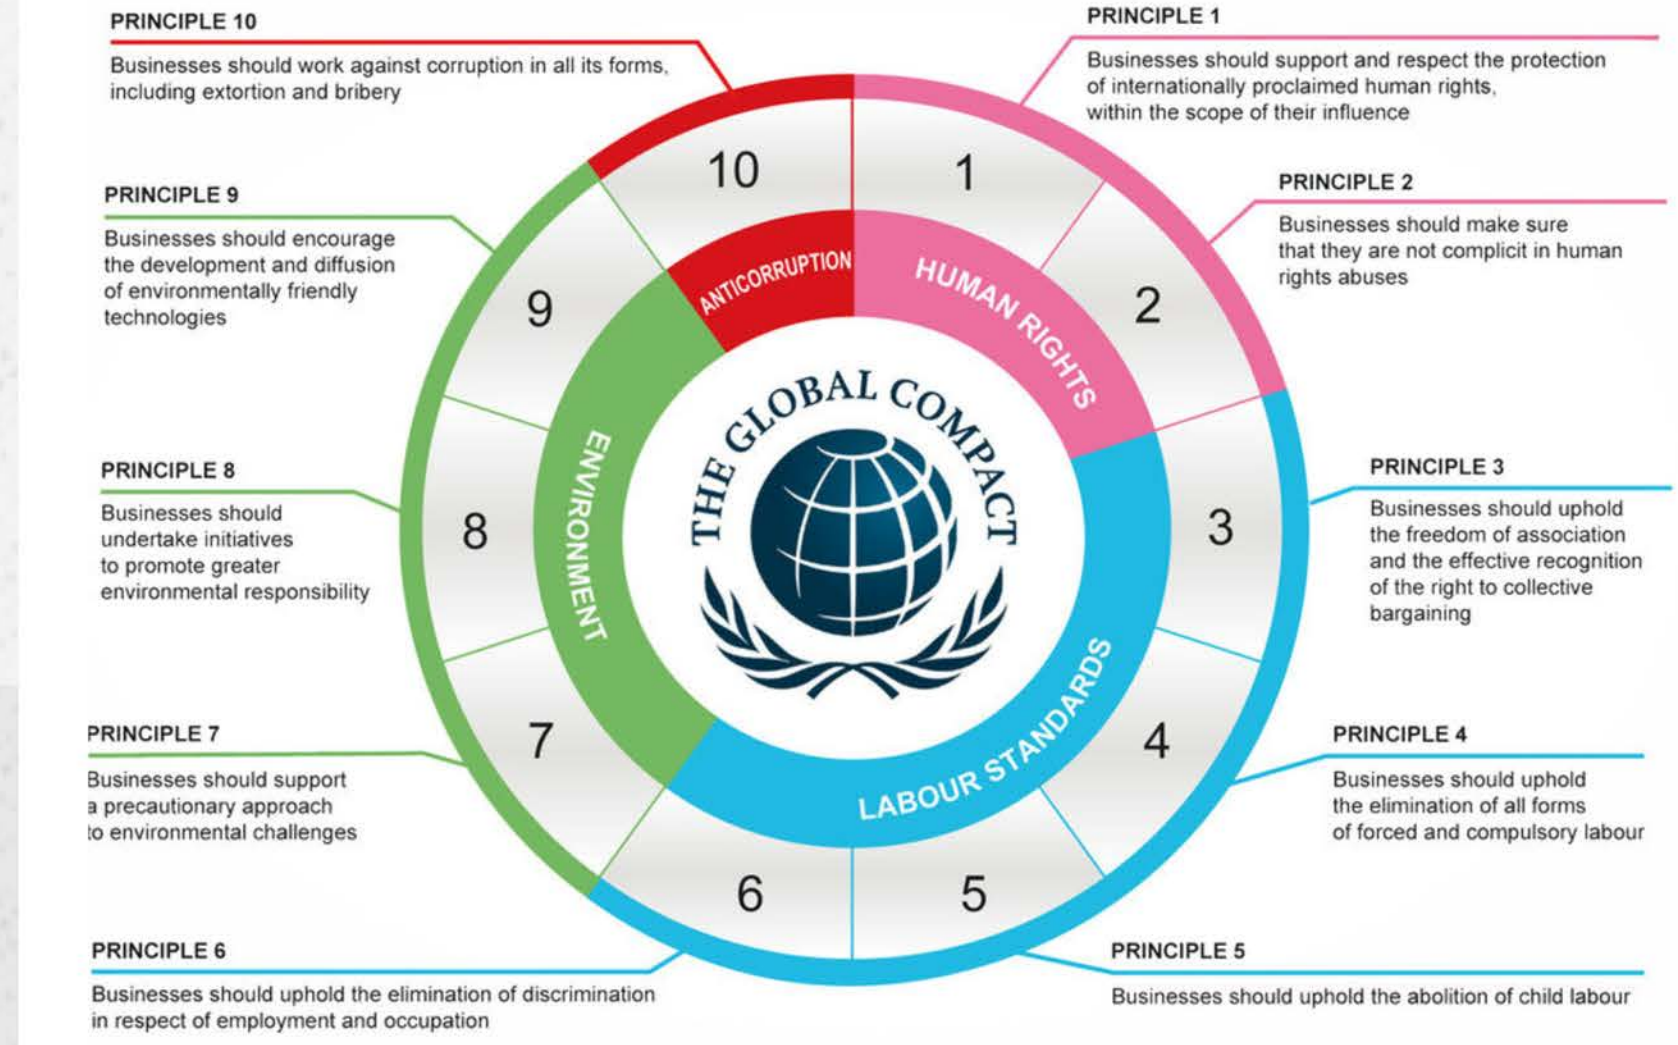 PRINCIPLE 10
Businesses should work against corruption in all its forms,
including extortion and bribery
PRINCIPLE 1
Businesses should support and respect the protection
of internationally proclaimed human rights,
within the scope of their influence
PRINCIPLE 2
Businesses should make sure
that they are not complicit in human
rights abuses
PRINCIPLE 3
Businesses should uphold
the freedom of association
and the effective recognition
of the right to collective
bargaining
PRINCIPLE 4
Businesses should uphold
the elimination of all forms
of forced and compulsory labour
PRINCIPLE 5
Businesses should uphold the abolition of child labour
PRINCIPLE 6
Businesses should uphold the elimination of discrimination
in respect of employment and occupation
PRINCIPLE 7
Businesses should support
a precautionary approach
to environmental challenges
PRINCIPLE 8
Businesses should
undertake initiatives
to promote greater
environmental responsibility
PRINCIPLE 9
Businesses should encourage
the development and diffusion
of environmentally friendly
technologies
10
1
2
3
4
5
6
7
8
9
ANTICORRUPTION
HUMAN RIGHTS
LABOUR STANDARDS
ENVIRONMENT
THE GLOBAL COMPACT